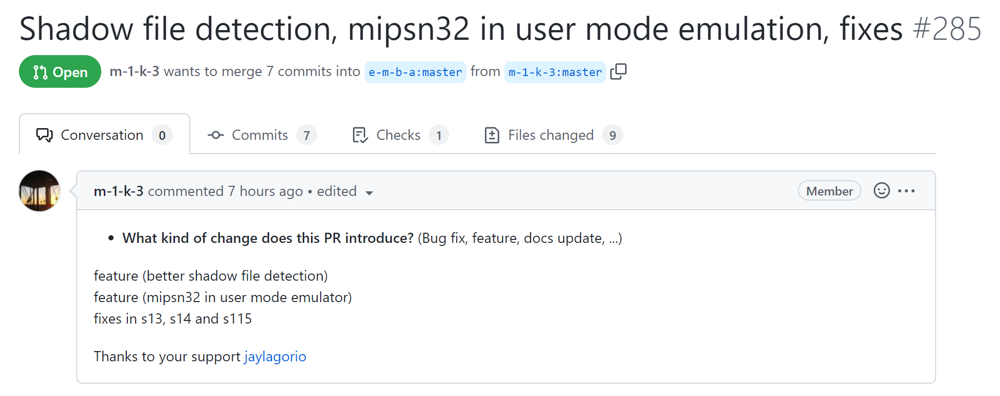 Shadow file detection, mipsn32 in user mode emulation, fixes #285
Open m-1-k-3 wants to merge 7 commits into e-m-b-a:master from m-1-k-3:master
Conversation 0 Commits 7 Checks 1 Files changed 9
m-1-k-3 commented 7 hours ago • edited Member
• What kind of change does this PR introduce? (Bug fix, feature, docs update, ...)
feature (better shadow file detection)
feature (mipsn32 in user mode emulator)
fixes in s13, s14 and s115
Thanks to your support jaylagorio